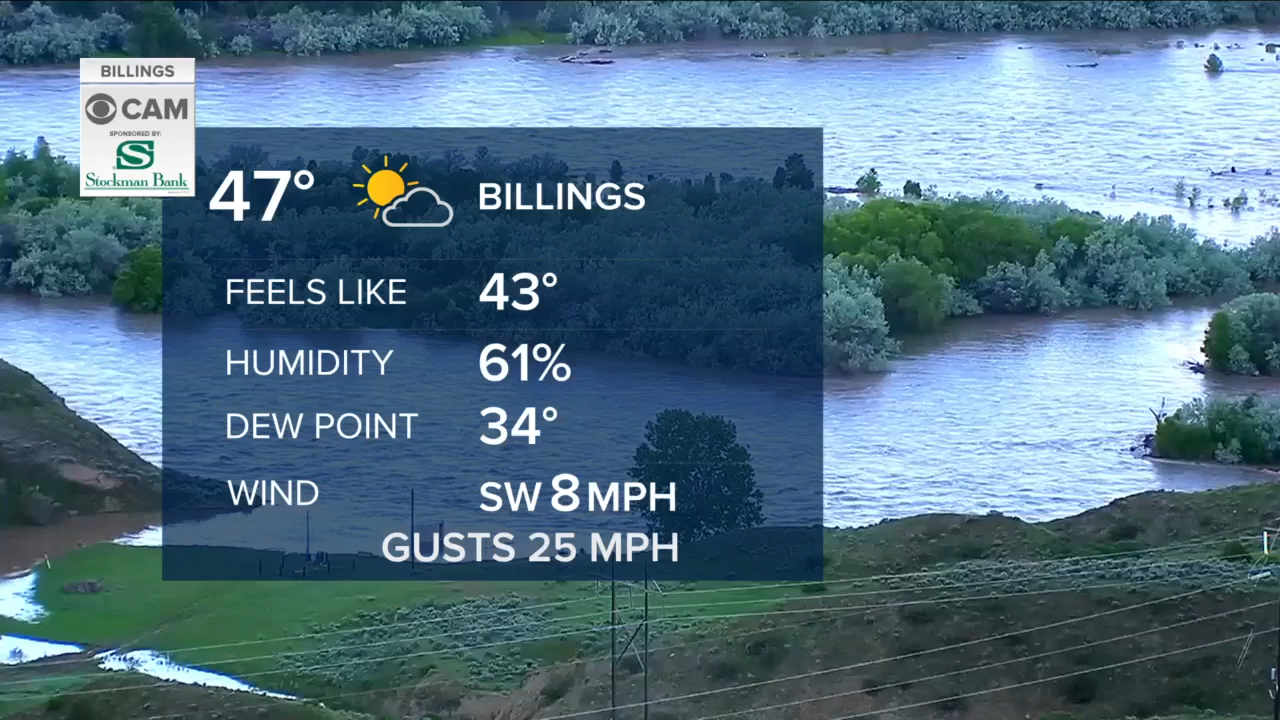 BILLINGS
CAM
SPONSORED BY:
S
Stockman Bank
47° BILLINGS
FEELS LIKE 43°
HUMIDITY 61%
DEW POINT 34°
WIND SW 8 MPH
GUSTS 25 MPH